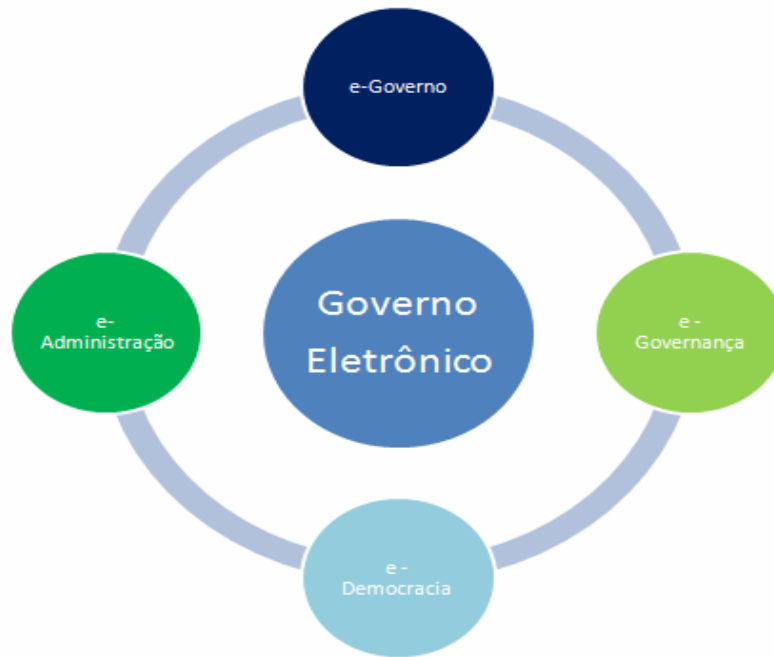 e-Governo
Governo
Eletrônico
e-
Administração
e -
Governança
e -
Democracia